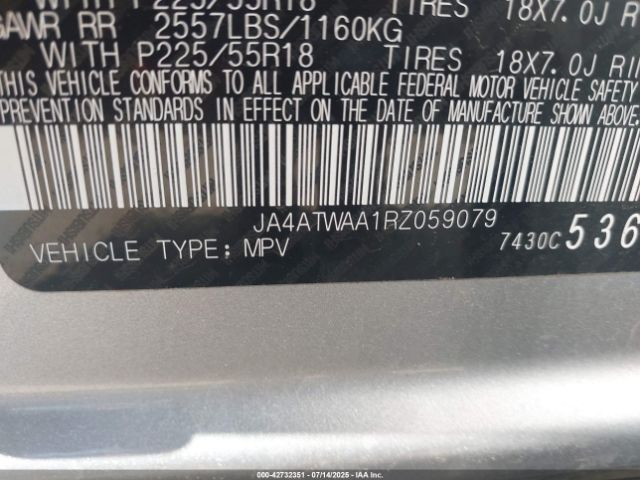 WITH P225/55R18 TIRES 18X7.0J R
GAWR RR 2557LBS/1160KG
WITH P225/55R18 TIRES 18X7.0J RI
THIS VEHICLE CONFORMS TO ALL APPLICABLE FEDERAL MOTOR VEHICLE SAFETY
PREVENTION STANDARDS IN EFFECT ON THE DATE OF MANUFACTURE SHOWN ABOVE.
JA4ATWAA1RZ059079
VEHICLE TYPE: MPV 7430C 536
000-42732351 | 07/14/2025 | IAA Inc.